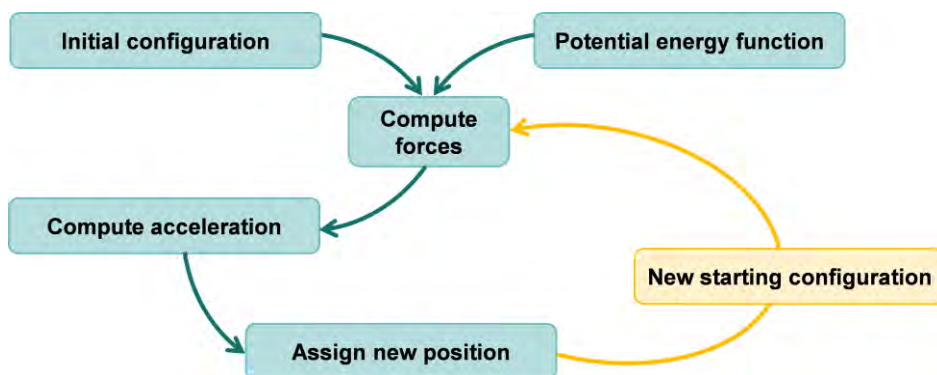 Initial configuration
Potential energy function
Compute
forces
Compute acceleration
New starting configuration
Assign new position